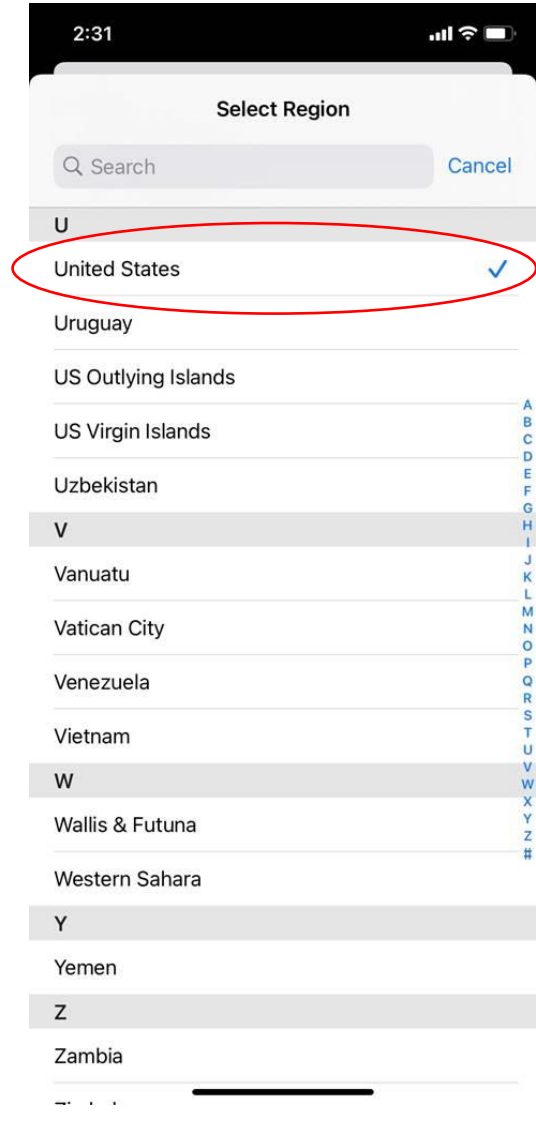 2:31
Select Region
Search
Cancel
U
United States
Uruguay
US Outlying Islands
US Virgin Islands
Uzbekistan
V
Vanuatu
Vatican City
Venezuela
Vietnam
W
Wallis & Futuna
Western Sahara
Y
Yemen
Z
Zambia
A
B
C
D
E
F
G
H
I
J
K
L
M
N
O
P
Q
R
S
T
U
V
W
X
Y
Z
#